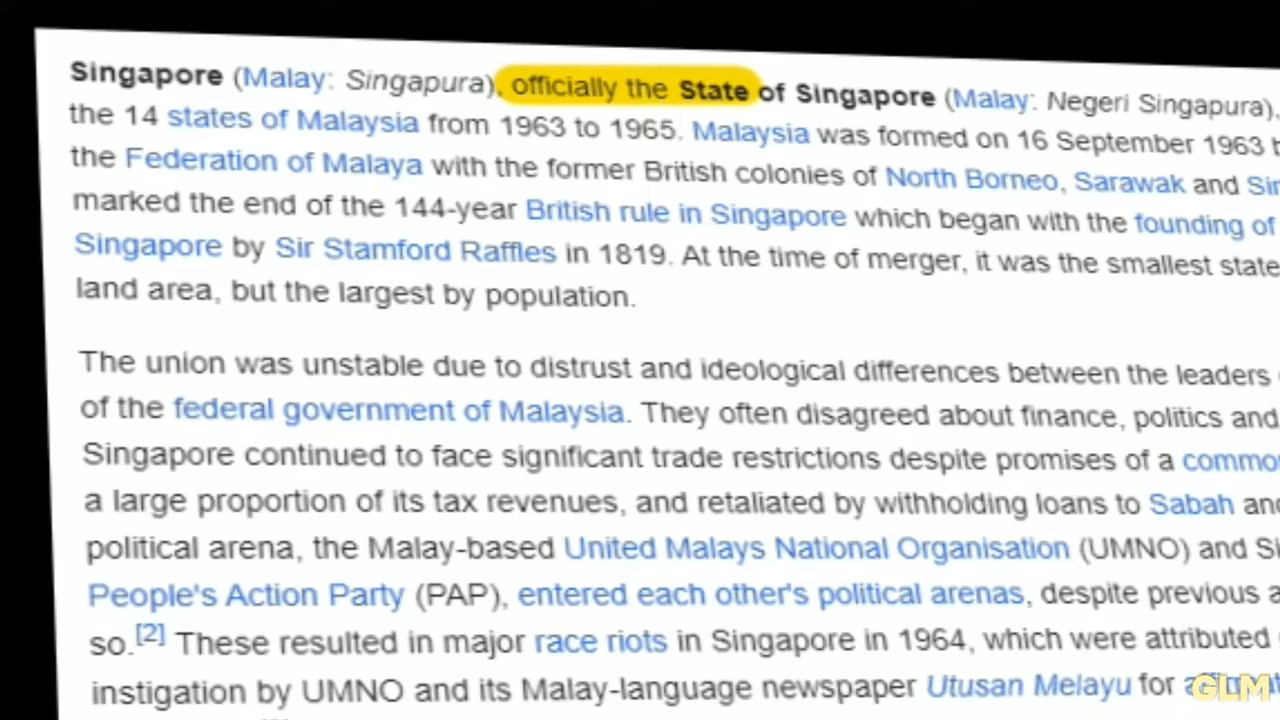 Singapore (Malay: Singapura), officially the State of Singapore (Malay: Negeri Singapura),
the 14 states of Malaysia from 1963 to 1965. Malaysia was formed on 16 September 1963
the Federation of Malaya with the former British colonies of North Borneo, Sarawak and
marked the end of the 144-year British rule in Singapore which began with the founding of
Singapore by Sir Stamford Raffles in 1819. At the time of merger, it was the smallest state
land area, but the largest by population.
The union was unstable due to distrust and ideological differences between the leaders
of the federal government of Malaysia. They often disagreed about finance, politics and
Singapore continued to face significant trade restrictions despite promises of a
a large proportion of its tax revenues, and retaliated by withholding loans to Sabah
political arena, the Malay-based United Malays National Organisation (UMNO) and
People's Action Party (PAP), entered each other's political arenas, despite previous
so.[2] These resulted in major race riots in Singapore in 1964, which were attributed
instigation by UMNO and its Malay-language newspaper Utusan Melayu for
GLM